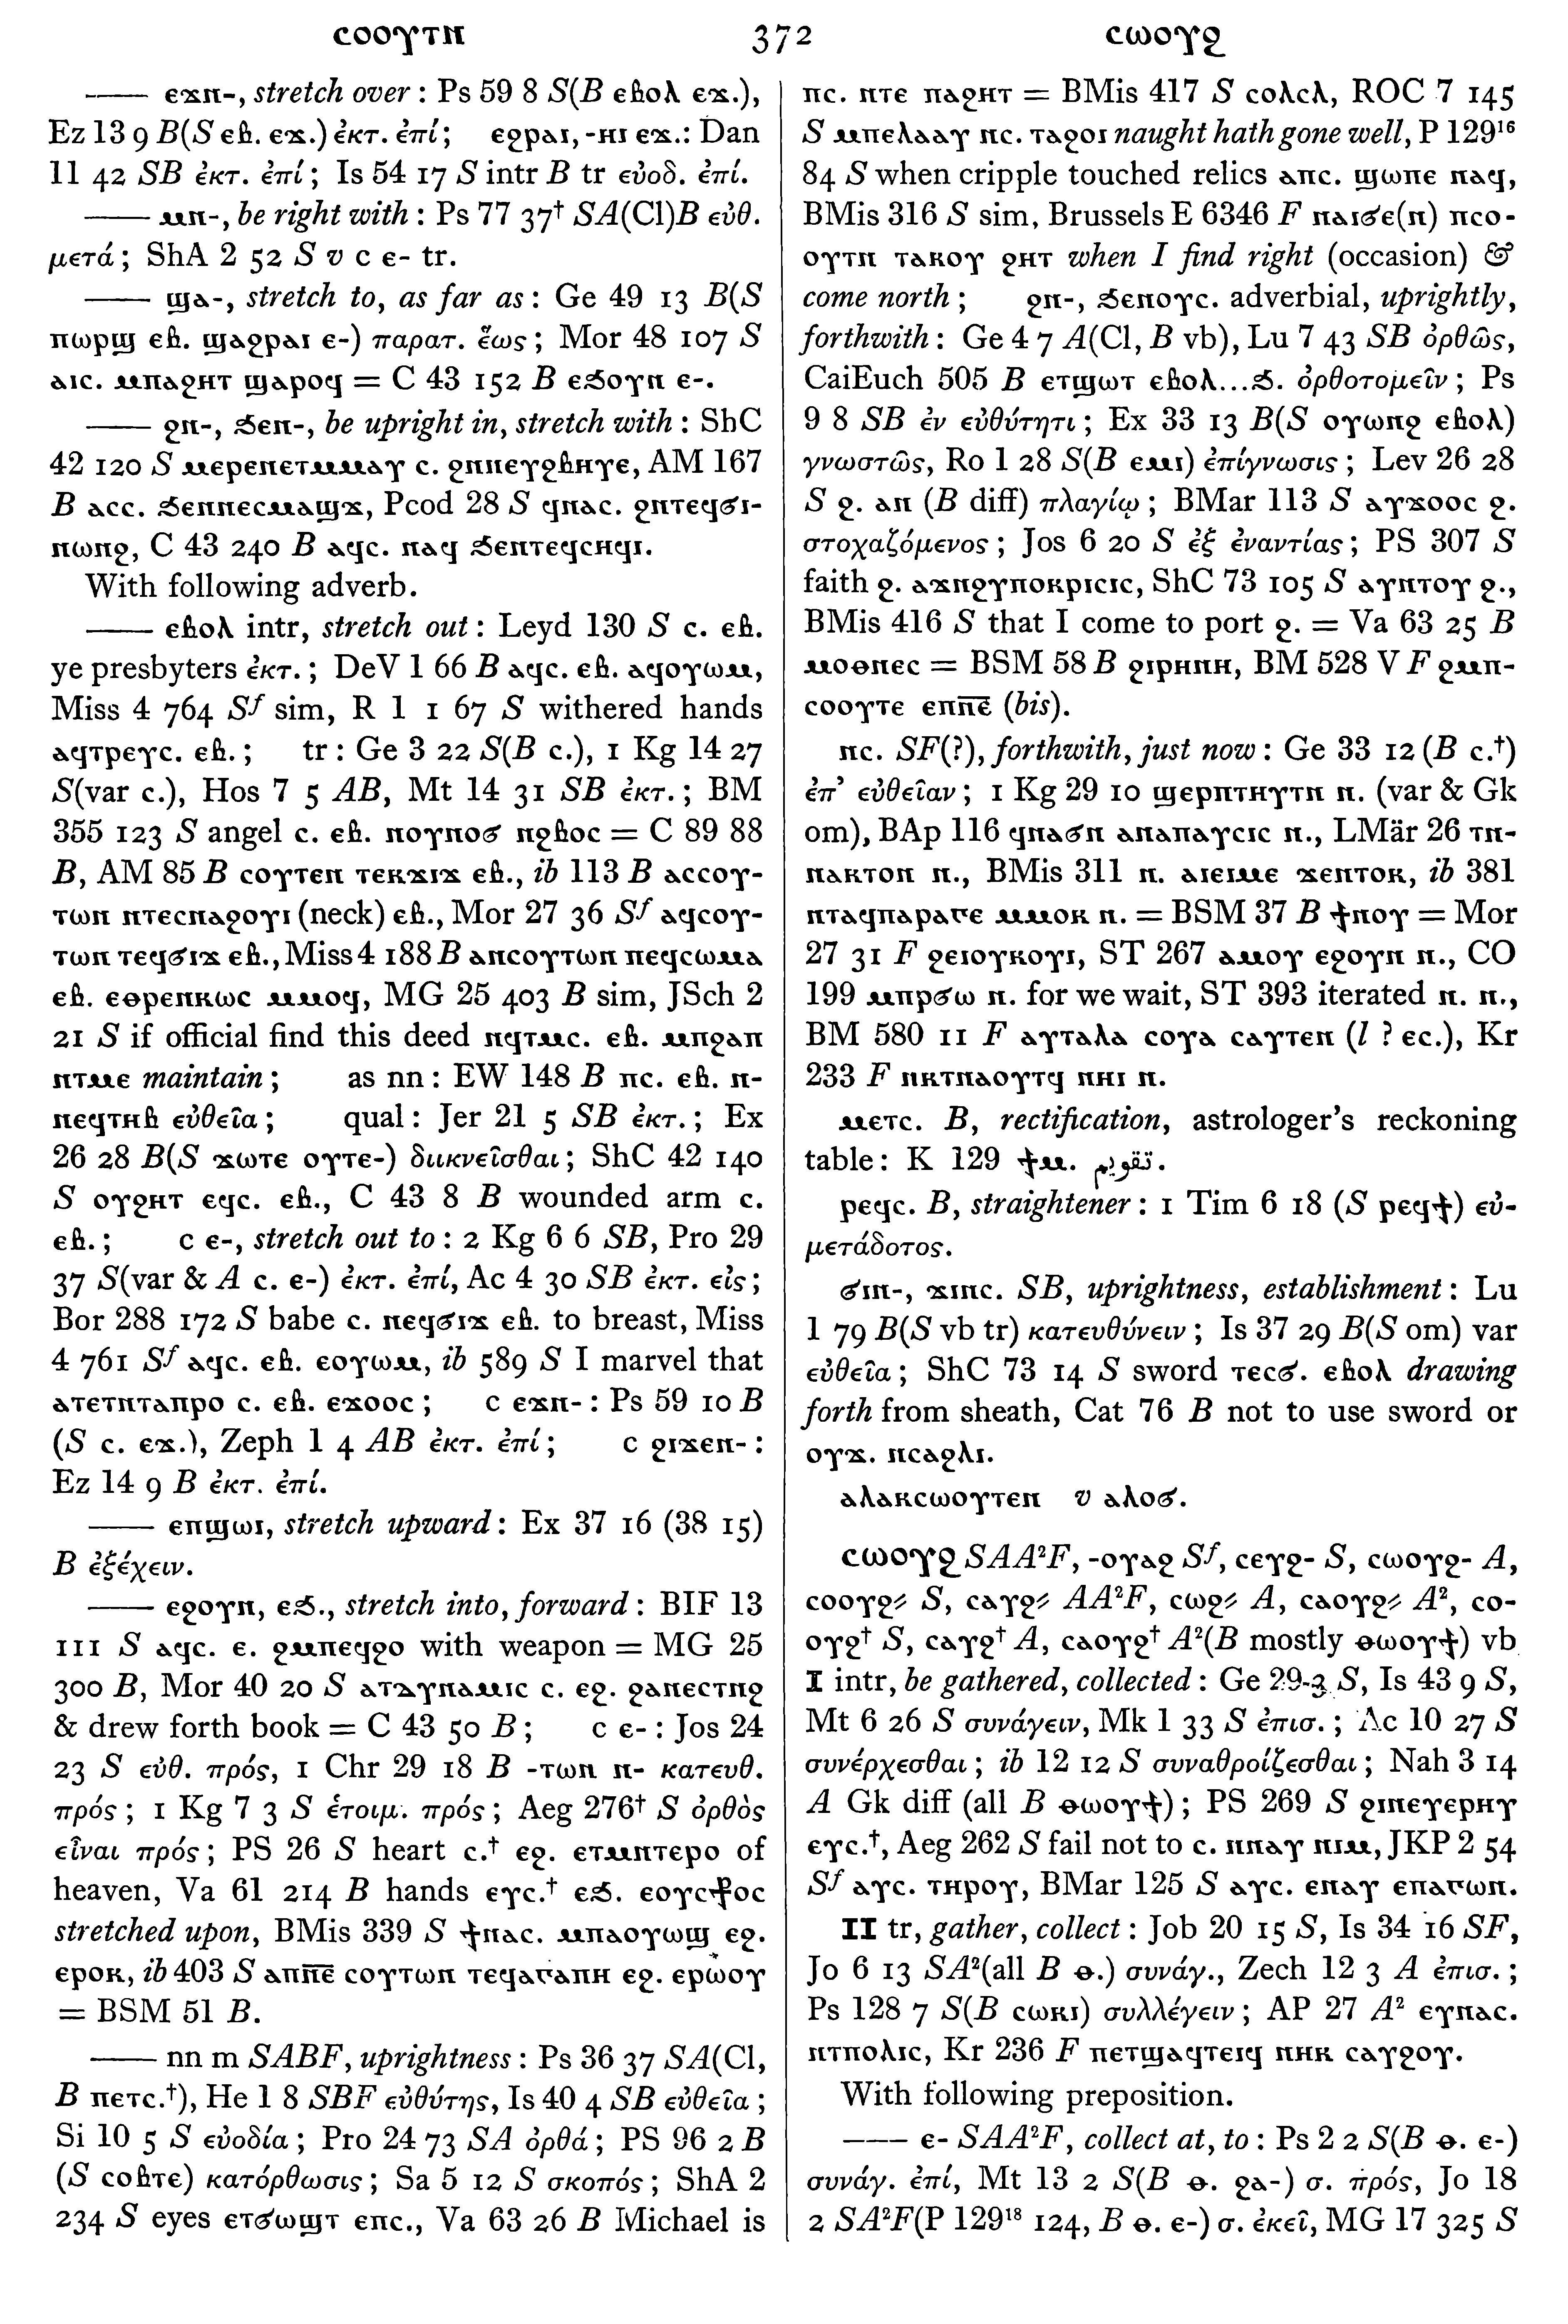 ⲥⲟⲟⲩⲧⲛ 372 ⲥⲱⲟⲩϩ
—— ⲉϫⲛ-, stretch over : Ps 59 8 S(B ⲉⲃⲟⲗ ⲉϫ.),
Ez 13 9 B(S ⲉⲃ. ⲉϫ.) ἐκτ. ἐπί; ⲉϩⲣⲁⲓ, -ⲏⲓ ⲉϫ.: Dan
11 42 SB ἐκτ. ἐπί; Is 54 17 S intr B tr εὐοδ. ἐπί.
—— ⲙⲛ-, be right with : Ps 77 37† SA(Cl)B εὐθ.
μετά; ShA 2 52 S v c ⲉ- tr.
—— ϣⲁ-, stretch to, as far as: Ge 49 13 B(S
ⲡⲱⲣϣ ⲉⲃ. ϣⲁϩⲣⲁⲓ ⲉ-) παρατ. ἕως; Mor 48 107 S
ⲁⲓⲥ. ⲙⲡⲁϩⲏⲧ ϣⲁⲣⲟϥ = C 43 152 B ⲉϧⲟⲩⲛ ⲉ-.
—— ϩⲛ-, ϧⲉⲛ-, be upright in, stretch with : ShC
42 120 S ⲙⲉⲣⲉⲡⲉⲧⲙⲙⲁⲩ ⲥ. ϩⲛⲛⲉⲩϩⲃⲏⲩⲉ, AM 167
B ⲁⲥⲥ. ϧⲉⲛⲡⲉⲥⲙⲁϣϫ, Pcod 28 S ϥⲛⲁⲥ. ϩⲛⲧⲉϥϭⲓ-
ⲛⲱⲛϩ, C 43 240 B ⲁϥⲥ. ⲛⲁϥ ϧⲉⲛⲧⲉϥⲥⲏϥⲓ.
With following adverb.
—— ⲉⲃⲟⲗ intr, stretch out : Leyd 130 S ⲥ. ⲉⲃ.
ye presbyters ἐκτ. ; DeV 1 66 B ⲁϥⲥ. ⲉⲃ. ⲁϥⲟⲩⲱⲙ,
Miss 4 764 Sf sim, R 1 1 67 S withered hands
ⲁϥⲧⲣⲉⲩⲥ. ⲉⲃ. ; tr : Ge 3 22 S(B ⲥ.), 1 Kg 14 27
S(var ⲥ.), Hos 7 5 AB, Mt 14 31 SB ἐκτ. ; BM
355 123 S angel ⲥ. ⲉⲃ. ⲛⲟⲩⲛⲟϭ ⲛϩⲃⲟⲥ = C 89 88
B, AM 85 B ⲥⲟⲩⲧⲉⲛ ⲧⲉⲕϫⲓϫ ⲉⲃ., ib 113 B ⲁⲥⲥⲟⲩ-
ⲧⲱⲛ ⲛⲧⲉⲥⲛⲁϩⲟⲩⲓ (neck) ⲉⲃ., Mor 27 36 Sf ⲁϥⲥⲟⲩ-
ⲧⲱⲛ ⲧⲉϥϭⲓϫ ⲉⲃ., Miss 4 188 B ⲁⲛⲥⲟⲩⲧⲱⲛ ⲡⲉϥⲥⲱⲙⲁ
ⲉⲃ. ⲉⲑⲣⲉⲛⲕⲱⲥ ⲙⲙⲟϥ, MG 25 403 B sim, JSch 2
21 S if official find this deed ⲛϥⲧⲙⲥ. ⲉⲃ. ⲙⲡϩⲁⲡ
ⲛⲧⲙⲉ maintain ; as nn : EW 148 B ⲡⲥ. ⲉⲃ. ⲛ-
ⲛⲉϥⲧⲏⲃ εὐθεῖα ; qual : Jer 21 5 SB ἐκτ. ; Ex
26 28 B(S ϫⲱⲧⲉ ⲟⲩⲧⲉ-) διικνεῖσθαι ; ShC 42 140
S ⲟⲩϩⲏⲧ ⲉϥⲥ. ⲉⲃ., C 43 8 B wounded arm ⲥ.
ⲉⲃ. ; c ⲉ-, stretch out to : 2 Kg 6 6 SB, Pro 29
37 S(var & A ⲥ. ⲉ-) ἐκτ. ἐπί, Ac 4 30 SB ἐκτ. εἰς ;
Bor 288 172 S babe ⲥ. ⲛⲉϥϭⲓϫ ⲉⲃ. to breast, Miss
4 761 Sf ⲁϥⲥ. ⲉⲃ. ⲉⲟⲩⲱⲙ, ib 589 S I marvel that
ⲁⲧⲉⲧⲛⲧⲁⲡⲣⲟ ⲥ. ⲉⲃ. ⲉϫⲟⲟⲥ ; c ⲉϫⲛ- : Ps 59 10 B
(S ⲥ. ⲉϫ.), Zeph 1 4 AB ἐκτ. ἐπί ; c ϩⲓϫⲉⲛ- :
Ez 14 9 B ἐκτ. ἐπί.
—— ⲉⲡϣⲱⲓ, stretch upward : Ex 37 16 (38 15)
B ἐξέχειν.
—— ⲉϩⲟⲩⲛ, ⲉϧ., stretch into, forward : BIF 13
111 S ⲁϥⲥ. ⲉ. ϩⲙⲡⲉϥϩⲟ with weapon = MG 25
300 B, Mor 40 20 S ⲁⲧⲇⲩⲛⲁⲙⲓⲥ ⲥ. ⲉϩ. ϩⲁⲡⲉⲥⲧⲛϩ
& drew forth book = C 43 50 B ; c ⲉ- : Jos 24
23 S εὐθ. πρός, 1 Chr 29 18 B -ⲧⲱⲛ ⲛ- κατευθ.
πρός ; 1 Kg 7 3 S ἑτοιμ. πρός ; Aeg 276† S ὀρθὸς
εἶναι πρός ; PS 26 S heart ⲥ.† ⲉϩ. ⲉⲧⲙⲛⲧⲉⲣⲟ of
heaven, Va 61 214 B hands ⲉⲩⲥ.† ⲉϧ. ⲉⲟⲩⲥ⳨ⲟⲥ
stretched upon, BMis 339 S ϯⲛⲁⲥ. ⲙⲡⲁⲟⲩⲱϣ ⲉϩ.
ⲉⲣⲟⲕ, ib 403 S ⲁⲡⲛ̅ⲉ̅ ⲥⲟⲩⲧⲱⲛ ⲧⲉϥⲁⲅⲁⲡⲏ ⲉϩ. ⲉⲣⲱⲟⲩ
= BSM 51 B.
—— nn m SABF, uprightness : Ps 36 37 SA(Cl,
B ⲡⲉⲧⲥ.†), He 1 8 SBF εὐθύτης, Is 40 4 SB εὐθεῖα ;
Si 10 5 S εὐοδία ; Pro 24 73 SA ὀρθά ; PS 96 2 B
(S ⲥⲟⲃⲧⲉ) κατόρθωσις ; Sa 5 12 S σκοπός ; ShA 2
234 S eyes ⲉⲧϭⲱϣⲧ ⲉⲡⲥ., Va 63 26 B Michael is
ⲡⲥ. ⲛⲧⲉ ⲡⲁϩⲏⲧ = BMis 417 S ⲥⲟⲗⲥⲗ, ROC 7 145
S ⲙⲡⲉⲗⲁⲁⲩ ⲛⲥ. ⲧⲁϩⲟⲓ naught hath gone well, P 129¹⁶
84 S when cripple touched relics ⲁⲡⲥ. ϣⲱⲡⲉ ⲛⲁϥ,
BMis 316 S sim, Brussels E 6346 F ⲛⲁⲓϭⲉ(ⲛ) ⲡⲥⲟ-
ⲟⲩⲧⲛ ⲧⲁⲕⲟⲩ ϩⲏⲧ when I find right (occasion) &
come north ; ϩⲛ-, ϧⲉⲛⲟⲩⲥ. adverbial, uprightly,
forthwith : Ge 4 7 A(Cl, B vb), Lu 7 43 SB ὀρθῶς,
CaiEuch 505 B ⲉⲧϣⲱⲧ ⲉⲃⲟⲗ...ϧ. ὀρθοτομεῖν ; Ps
9 8 SB ἐν εὐθύτητι ; Ex 33 13 B(S ⲟⲩⲱⲛϩ ⲉⲃⲟⲗ)
γνωστῶς, Ro 1 28 S(B ⲉⲙⲓ) ἐπίγνωσις ; Lev 26 28
S ϩ. ⲁⲛ (B diff) πλαγίῳ ; BMar 113 S ⲁⲩϫⲟⲟⲥ ϩ.
στοχαζόμενος ; Jos 6 20 S ἐξ ἐναντίας ; PS 307 S
faith ϩ. ⲁϫⲛϩⲩⲡⲟⲕⲣⲓⲥⲓⲥ, ShC 73 105 S ⲁⲩⲛⲧⲟⲩ ϩ.,
BMis 416 S that I come to port ϩ. = Va 63 25 B
ⲙⲟⲑⲛⲉⲥ = BSM 58 B ϩⲓⲣⲏⲛⲏ, BM 528 V F ϩⲙⲡ-
ⲥⲟⲟⲩⲧⲉ ⲉⲡⲛ̅ⲉ̅ (bis).
ⲛⲥ. SF(?), forthwith, just now : Ge 33 12 (B ⲥ.†)
ἐπ’ εὐθεῖαν ; 1 Kg 29 10 ϣⲉⲣⲡⲧⲏⲩⲧⲛ ⲛ. (var & Gk
om), BAp 116 ϥⲛⲁϭⲛ ⲁⲛⲁⲡⲁⲩⲥⲓⲥ ⲛ., LMär 26 ⲧⲛ-
ⲛⲁⲕⲧⲟⲛ ⲛ., BMis 311 ⲛ. ⲁⲓⲉⲓⲙⲉ ϫⲉⲛⲧⲟⲕ, ib 381
ⲛⲧⲁϥⲡⲁⲣⲁⲅⲉ ⲙⲙⲟⲕ ⲛ. = BSM 37 B ϯⲛⲟⲩ = Mor
27 31 F ϩⲉⲓⲟⲩⲕⲟⲩⲓ, ST 267 ⲁⲙⲟⲩ ⲉϩⲟⲩⲛ ⲛ., CO
199 ⲙⲡⲣϭⲱ ⲛ. for we wait, ST 393 iterated ⲛ. ⲛ.,
BM 580 11 F ⲁⲩⲧⲁⲗⲁ ⲥⲟⲩⲁ ⲥⲁⲩⲧⲉⲛ (l ? ⲉⲥ.), Kr
233 F ⲛⲕⲧⲛⲛⲁⲟⲩⲧϥ ⲛⲏⲓ ⲛ.
ⲙⲉⲧⲥ. B, rectification, astrologer’s reckoning
table : K 129 ϯⲙ. تقويم.
ⲣⲉϥⲥ. B, straightener : 1 Tim 6 18 (S ⲣⲉϥϯ) εὐ-
μετάδοτος.
ϭⲓⲛ-, ϫⲓⲛⲥ. SB, uprightness, establishment : Lu
1 79 B(S vb tr) κατευθύνειν ; Is 37 29 B(S om) var
εὐθεῖα ; ShC 73 14 S sword ⲧⲉⲥϭ. ⲉⲃⲟⲗ drawing
forth from sheath, Cat 76 B not to use sword or
ⲟⲩϫ. ⲛⲥⲁϩⲗⲓ.
ⲁⲗⲁⲕⲥⲱⲟⲩⲧⲉⲛ v ⲁⲗⲟϭ.
ⲥⲱⲟⲩϩ SAA²F, -ⲟⲩⲁϩ Sf, ⲥⲉⲩϩ- S, ⲥⲱⲟⲩϩ- A,
ⲥⲟⲟⲩϩ⸗ S, ⲥⲁⲩϩ⸗ AA²F, ⲥⲱϩ⸗ A, ⲥⲁⲟⲩϩ⸗ A², ⲥⲟ-
ⲟⲩϩ† S, ⲥⲁⲩϩ† A, ⲥⲁⲟⲩϩ† A²(B mostly ⲑⲱⲟⲩϯ) vb
I intr, be gathered, collected : Ge 29 3 S, Is 43 9 S,
Mt 6 26 S συνάγειν, Mk 1 33 S ἐπισ. ; Ac 10 27 S
συνέρχεσθαι ; ib 12 12 S συναθροίζεσθαι ; Nah 3 14
A Gk diff (all B ⲑⲱⲟⲩϯ) ; PS 269 S ϩⲓⲛⲉⲩⲉⲣⲏⲩ
ⲉⲩⲥ.†, Aeg 262 S fail not to ⲥ. ⲛⲛⲁⲩ ⲛⲓⲙ, JKP 2 54
Sf ⲁⲩⲥ. ⲧⲏⲣⲟⲩ, BMar 125 S ⲁⲩⲥ. ⲉⲛⲁⲩ ⲉⲡⲁⲅⲱⲛ.
II tr, gather, collect : Job 20 15 S, Is 34 16 SF,
Jo 6 13 SA²(all B ⲑ.) συνάγ., Zech 12 3 A ἐπισ. ;
Ps 128 7 S(B ⲥⲱⲕⲓ) συλλέγειν ; AP 27 A² ⲉⲩⲛⲁⲥ.
ⲛⲧⲡⲟⲗⲓⲥ, Kr 236 F ⲡⲉⲧϣⲁϥⲧⲉⲓϥ ⲛⲏⲕ ⲥⲁⲩϩⲟⲩ.
With following preposition.
—— ⲉ- SAA²F, collect at, to : Ps 2 2 S(B ⲑ. ⲉ-)
συνάγ. ἐπί, Mt 13 2 S(B ⲑ. ϩⲁ-) σ. πρός, Jo 18
2 SA²F(P 129¹⁸ 124, B ⲑ. ⲉ-) σ. ἐκεῖ, MG 17 325 S